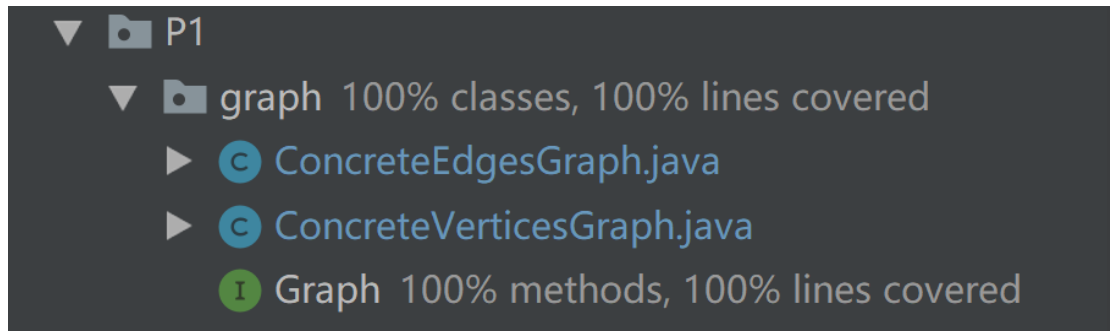 P1
graph 100% classes, 100% lines covered
C ConcreteEdgesGraph.java
C ConcreteVerticesGraph.java
I Graph 100% methods, 100% lines covered